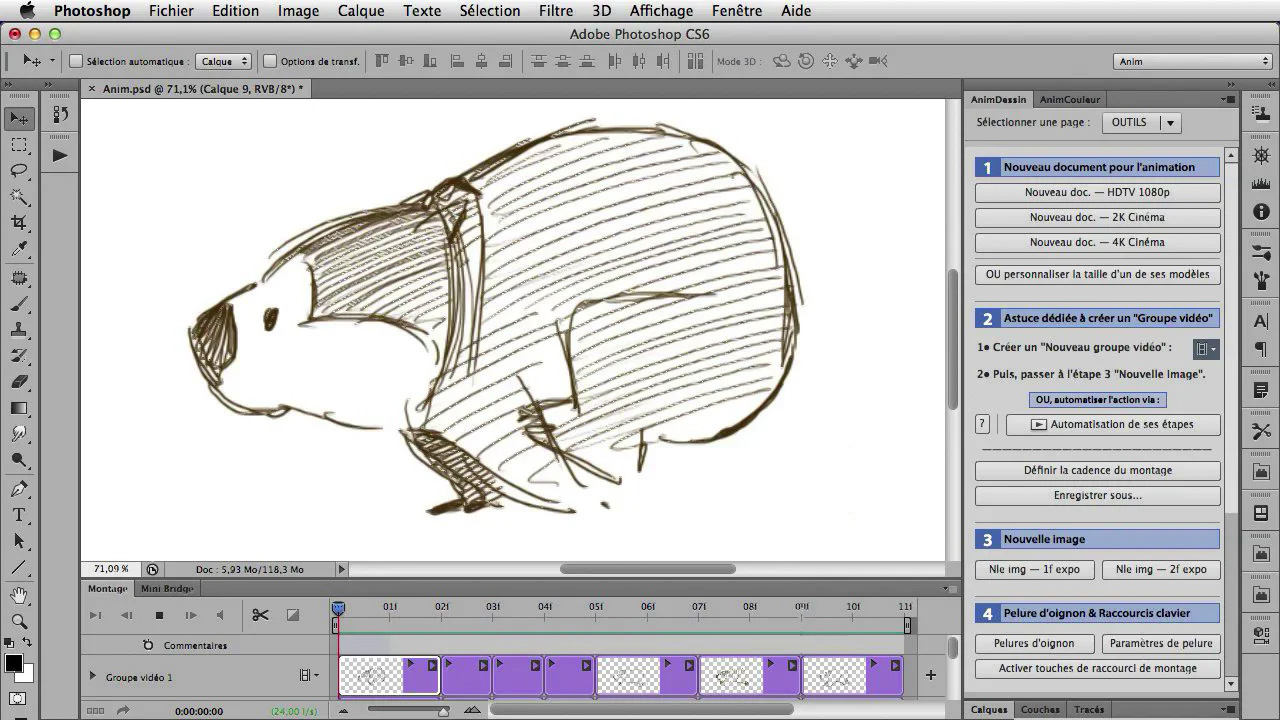 Photoshop Fichier Edition Image Calque Texte Sélection Filtre 3D Affichage Fenêtre Aide
Adobe Photoshop CS6
Sélection automatique : Calque Options de transf. Mode 3D : Anim
× Anim.psd @ 71,1% (Calque 9, RVB/8*) *
AnimDessin AnimCouleur
Sélectionner une page : OUTILS
1 Nouveau document pour l'animation
Nouveau doc. — HDTV 1080p
Nouveau doc. — 2K Cinéma
Nouveau doc. — 4K Cinéma
OU personnaliser la taille d'un de ses modèles
2 Astuce dédiée à créer un "Groupe vidéo"
1● Créer un "Nouveau groupe vidéo" :
2● Puis, passer à l'étape 3 "Nouvelle Image".
OU, automatiser l'action via :
? Automatisation de ses étapes
Définir la cadence du montage
Enregistrer sous...
3 Nouvelle image
Nle img — 1f expo Nle img — 2f expo
4 Pelure d'oignon & Raccourcis clavier
Pelures d'oignon Paramètres de pelure
Activer touches de raccourci de montage
Calques Couches Tracés
71,09 % Doc : 5,93 Mo/118,3 Mo
Montage Mini Bridge
01f 02f 03f 04f 05f 06f 07f 08f 09f 10f 11f
Commentaires
Groupe vidéo 1
0:00:00:00 (24,00 i/s)